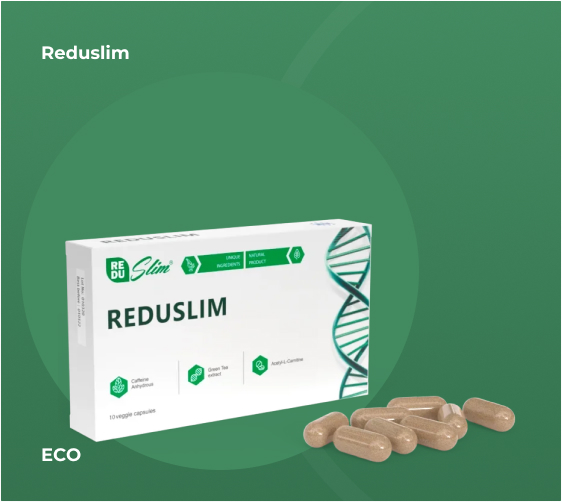 Reduslim
REDUSLIM
RE
DU
Slim®
UNIQUE
INGREDIENTS
NATURAL
PRODUCT
REDUSLIM
Caffeine
Anhydrous
Green Tea
extract
Acetyl-L-Carnitine
10 veggie capsules
ECO